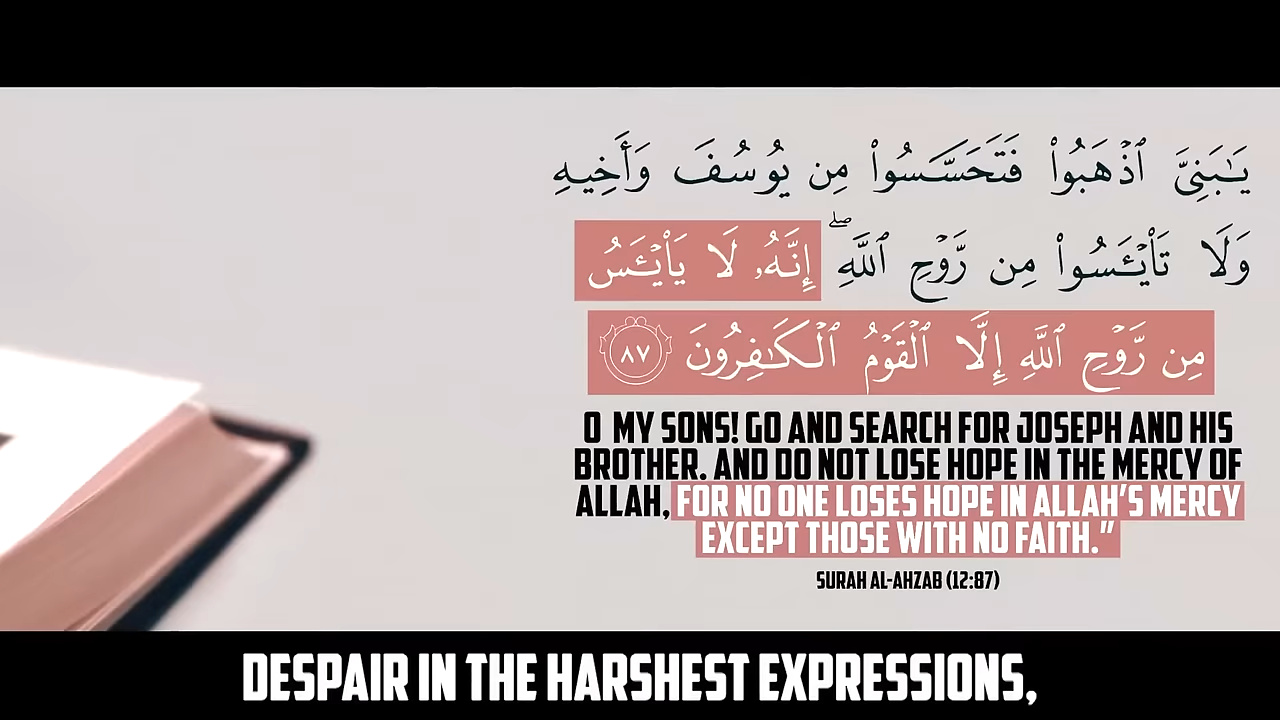 يَـٰبَنِىَّ ٱذْهَبُوا۟ فَتَحَسَّسُوا۟ مِن يُوسُفَ وَأَخِيهِ
وَلَا تَا۟يْـَٔسُوا۟ مِن رَّوْحِ ٱللَّهِ ۖ إِنَّهُۥ لَا يَا۟يْـَٔسُ
مِن رَّوْحِ ٱللَّهِ إِلَّا ٱلْقَوْمُ ٱلْكَـٰفِرُونَ ٨٧
O MY SONS! GO AND SEARCH FOR JOSEPH AND HIS
BROTHER. AND DO NOT LOSE HOPE IN THE MERCY OF
ALLAH, FOR NO ONE LOSES HOPE IN ALLAH'S MERCY
EXCEPT THOSE WITH NO FAITH."
SURAH AL-AHZAB (12:87)
DESPAIR IN THE HARSHEST EXPRESSIONS,